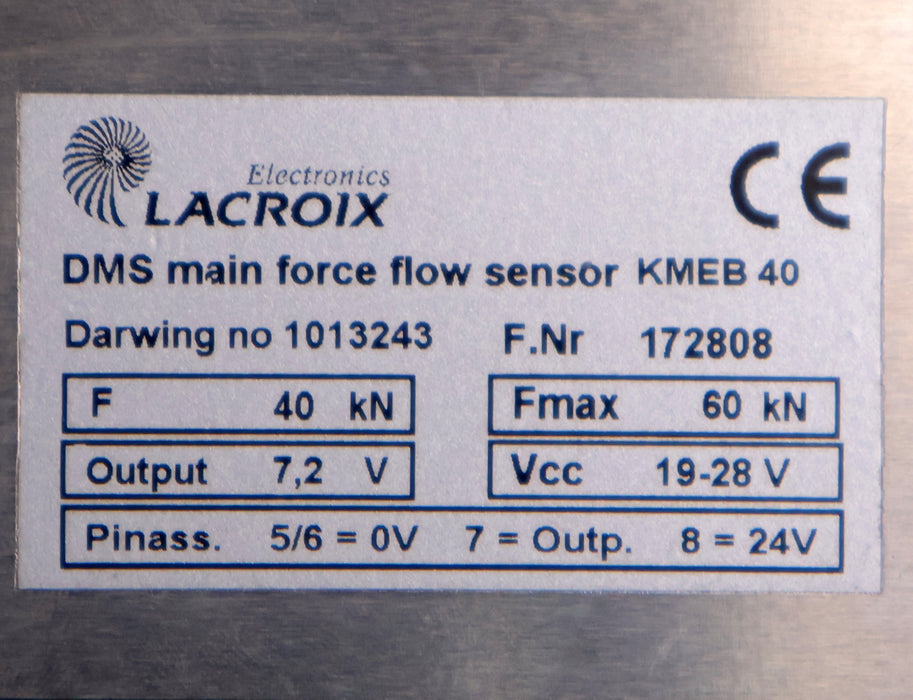 Electronics
LACROIX
CE
DMS main force flow sensor KMEB 40
Darwing no 1013243 F.Nr 172808
F 40 kN Fmax 60 kN
Output 7,2 V Vcc 19-28 V
Pinass. 5/6 = 0V 7 = Outp. 8 = 24V